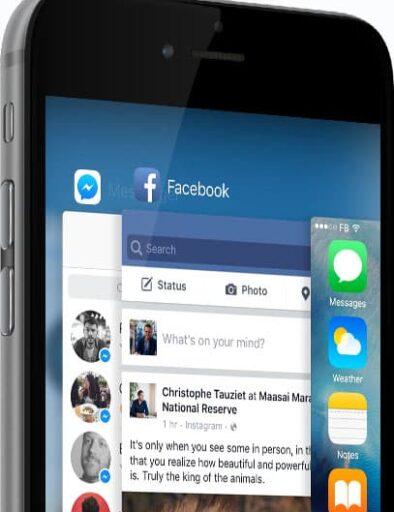 Facebook
FB
Search
Messages
Status
Photo
What's on your mind?
Weather
Christophe Tauziet at Maasai Mara
National Reserve
1 hr · Instagram ·
It's only when you see some in person, in
that you realize how beautiful and powerful
is. Truly the king of the animals.
Notes